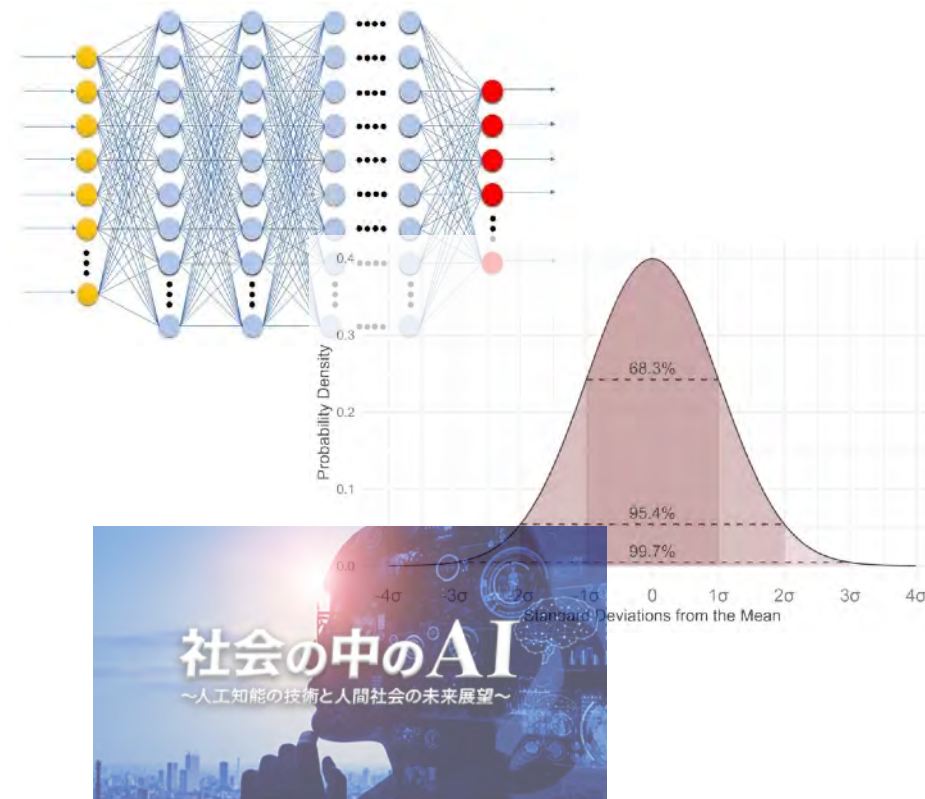 0.4
0.3
0.2
0.1
0.0
Probability Density
68.3%
95.4%
99.7%
-4σ -3σ -2σ -1σ 0 1σ 2σ 3σ 4σ
Standard Deviations from the Mean
社会の中のAI
～人工知能の技術と人間社会の未来展望～